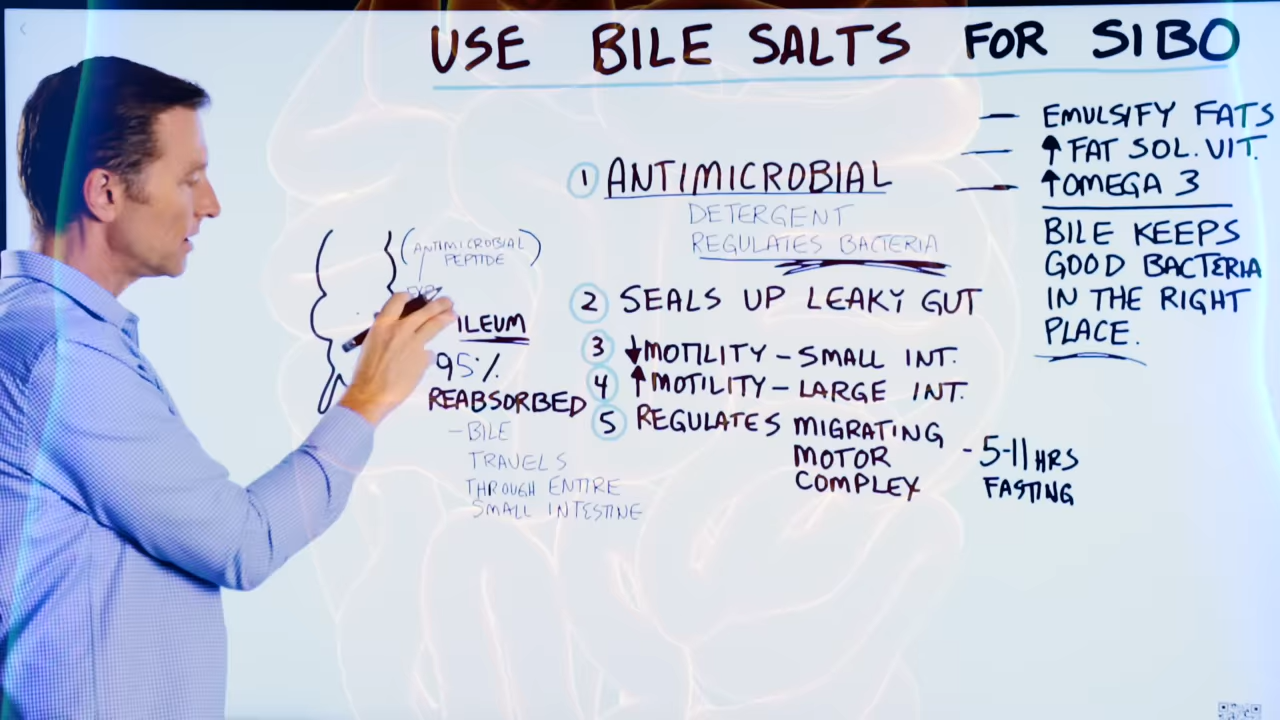 USE BILE SALTS FOR SIBO
EMULSIFY FATS
↑ FAT SOL. VIT.
↑ OMEGA 3
BILE KEEPS
GOOD BACTERIA
IN THE RIGHT
PLACE.
1 ANTIMICROBIAL
DETERGENT
REGULATES BACTERIA
2 SEALS UP LEAKY GUT
3 ↓ MOTILITY - SMALL INT.
4 ↑ MOTILITY - LARGE INT.
5 REGULATES MIGRATING
MOTOR
COMPLEX
- 5-11 HRS
FASTING
(ANTIMICROBIAL
PEPTIDE)
ILEUM
95%
REABSORBED
- BILE
TRAVELS
THROUGH ENTIRE
SMALL INTESTINE